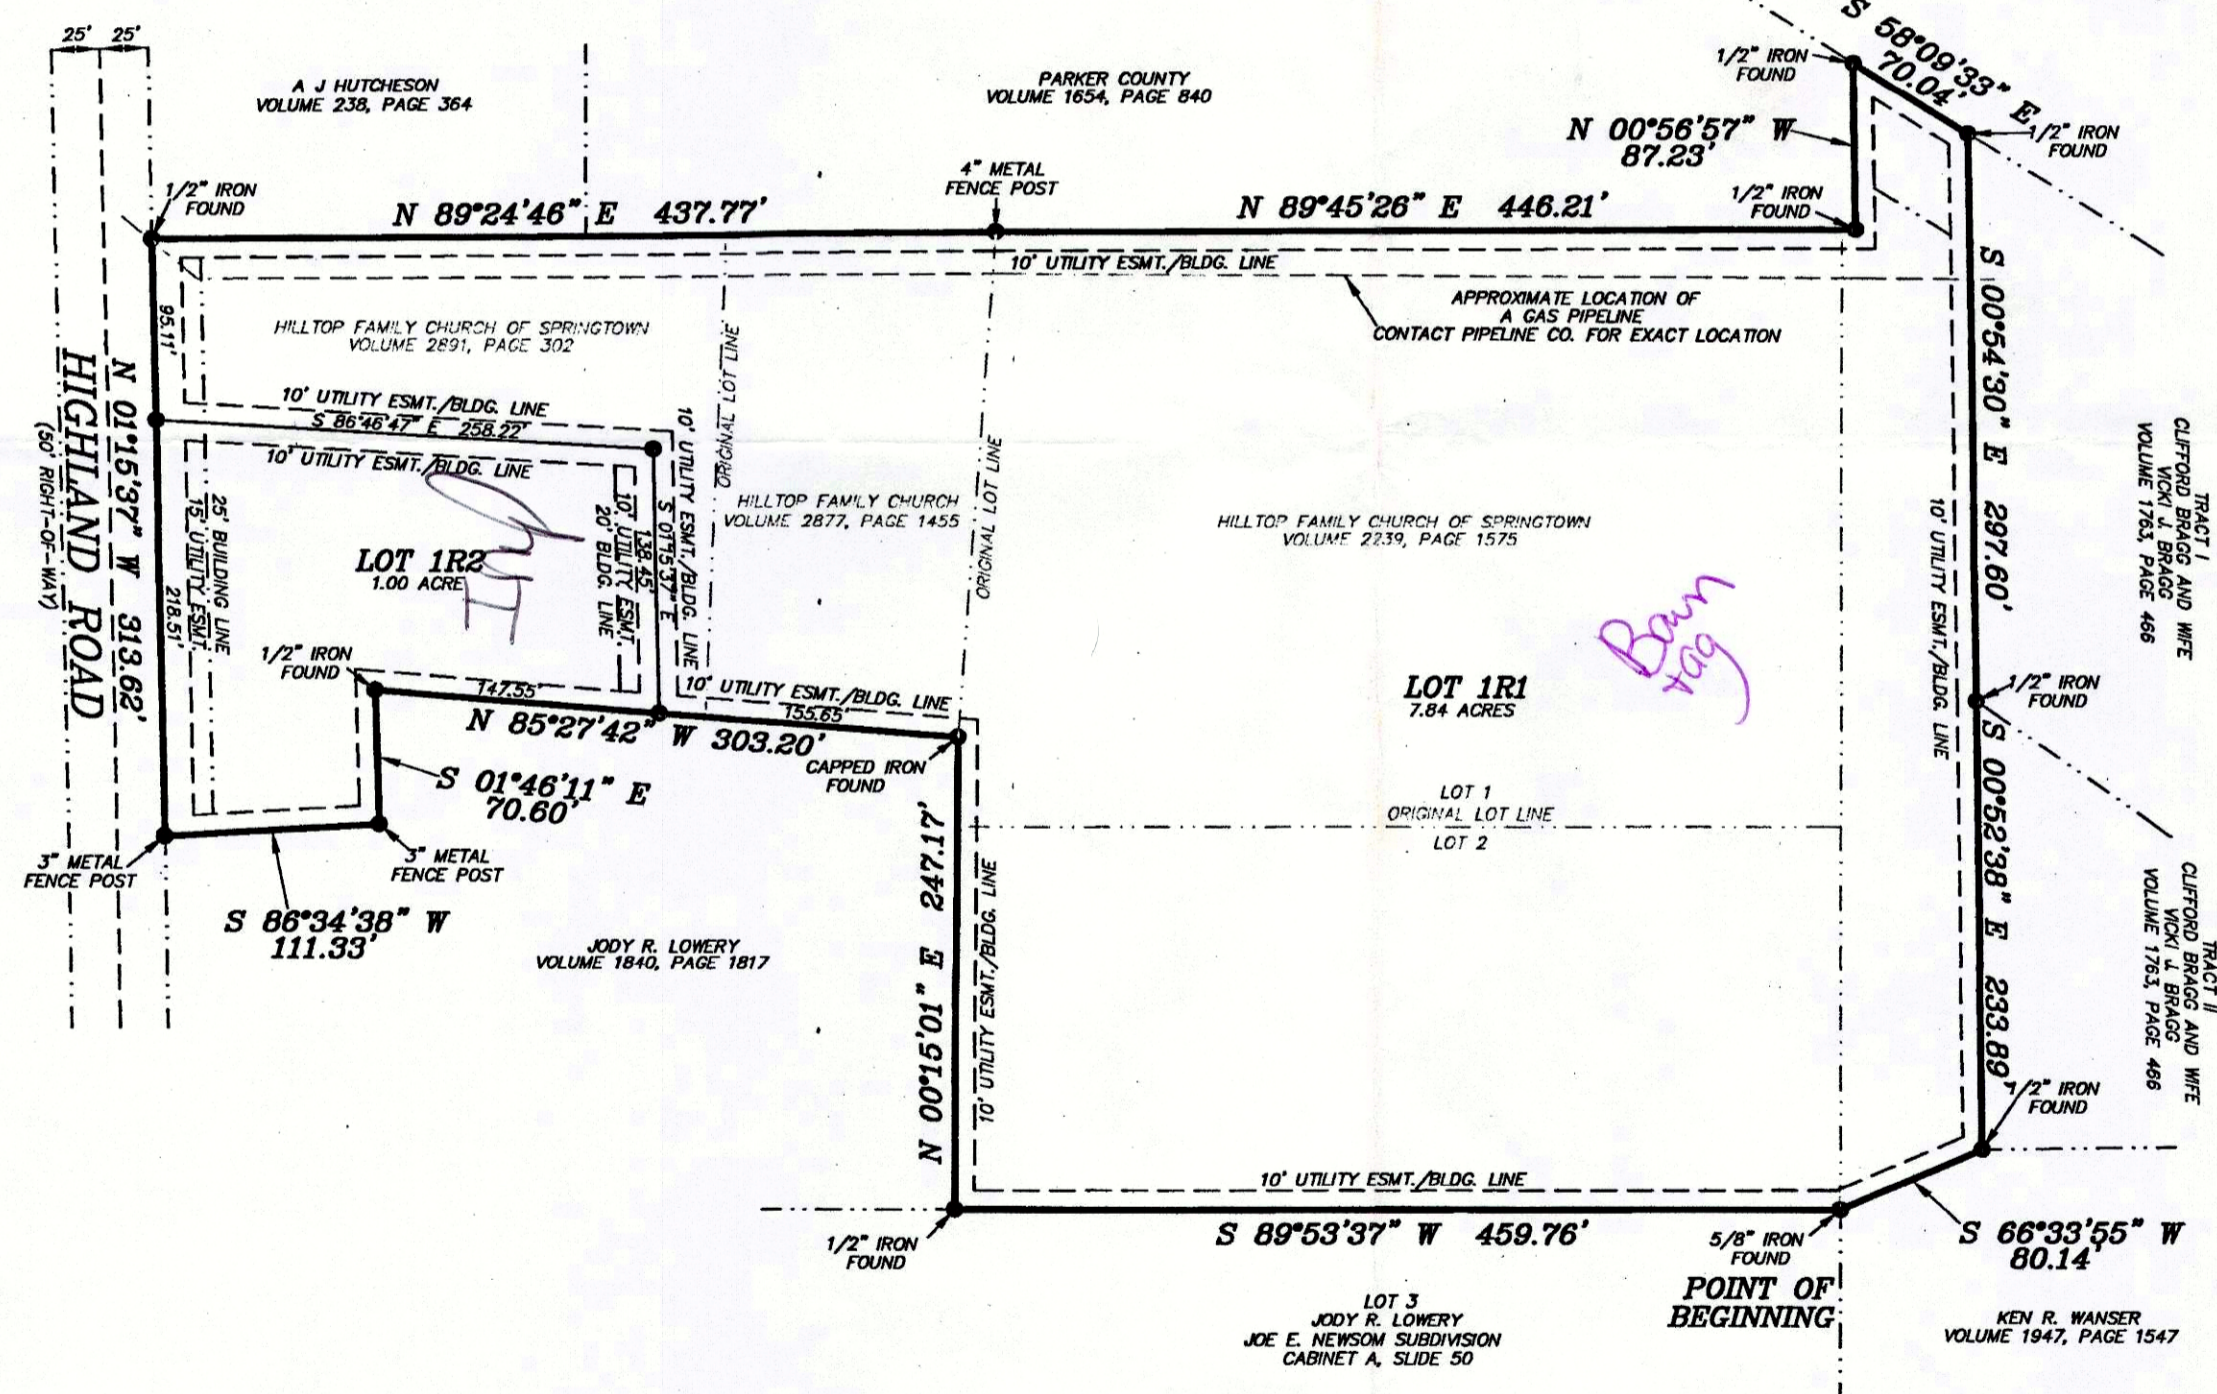 25' 25'
A J HUTCHESON
VOLUME 238, PAGE 364
PARKER COUNTY
VOLUME 1654, PAGE 840
1/2" IRON
FOUND
S 58°09'33" E
70.04'
1/2" IRON
FOUND
N 00°56'57" W
87.23'
1/2" IRON
FOUND
1/2" IRON
FOUND
4" METAL
FENCE POST
N 89°24'46" E 437.77'
N 89°45'26" E 446.21'
10' UTILITY ESMT./BLDG. LINE
APPROXIMATE LOCATION OF
A GAS PIPELINE
CONTACT PIPELINE CO. FOR EXACT LOCATION
95.11'
HILLTOP FAMILY CHURCH OF SPRINGTOWN
VOLUME 2891, PAGE 302
ORIGINAL LOT LINE
ORIGINAL LOT LINE
10' UTILITY ESMT./BLDG. LINE
S 86°46'47" E 258.22'
10' UTILITY ESMT./BLDG. LINE
HIGHLAND ROAD
(50' RIGHT-OF-WAY)
N 01°15'37" W 313.62'
218.51'
25' BUILDING LINE
15' UTILITY ESMT.
LOT 1R2
1.00 ACRE
10' UTILITY ESMT./BLDG. LINE
S 01°15'37" E
138.45'
10' UTILITY ESMT.
20' BLDG. LINE
HILLTOP FAMILY CHURCH
VOLUME 2877, PAGE 1455
HILLTOP FAMILY CHURCH OF SPRINGTOWN
VOLUME 2239, PAGE 1575
S 00°54'30" E 297.60'
10' UTILITY ESMT./BLDG. LINE
TRACT I
CLIFFORD BRAGG AND WIFE
VICKI J. BRAGG
VOLUME 1763, PAGE 466
1/2" IRON
FOUND
147.55'
10' UTILITY ESMT./BLDG. LINE
155.65'
N 85°27'42" W 303.20'
CAPPED IRON
FOUND
LOT 1R1
7.84 ACRES
1/2" IRON
FOUND
S 01°46'11" E
70.60'
LOT 1
ORIGINAL LOT LINE
LOT 2
3" METAL
FENCE POST
3" METAL
FENCE POST
S 86°34'38" W
111.33'
JODY R. LOWERY
VOLUME 1840, PAGE 1817
N 00°15'01" E 247.17'
10' UTILITY ESMT./BLDG. LINE
S 00°52'38" E 233.89'
TRACT II
CLIFFORD BRAGG AND WIFE
VICKI J. BRAGG
VOLUME 1763, PAGE 466
1/2" IRON
FOUND
10' UTILITY ESMT./BLDG. LINE
1/2" IRON
FOUND
S 89°53'37" W 459.76'
5/8" IRON
FOUND
S 66°33'55" W
80.14'
POINT OF
BEGINNING
LOT 3
JODY R. LOWERY
JOE E. NEWSOM SUBDIVISION
CABINET A, SLIDE 50
KEN R. WANSER
VOLUME 1947, PAGE 1547